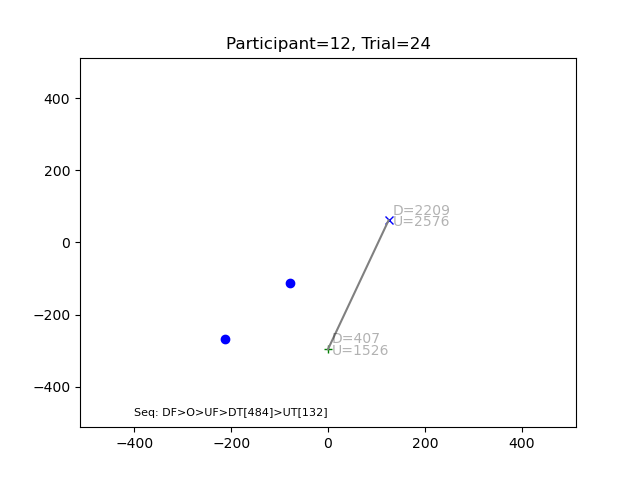 Participant=12, Trial=24
400
200
0
−200
−400
D=2209
U=2576
D=407
U=1526
Seq: DF>O>UF>DT[484]>UT[132]
−400
−200
0
200
400